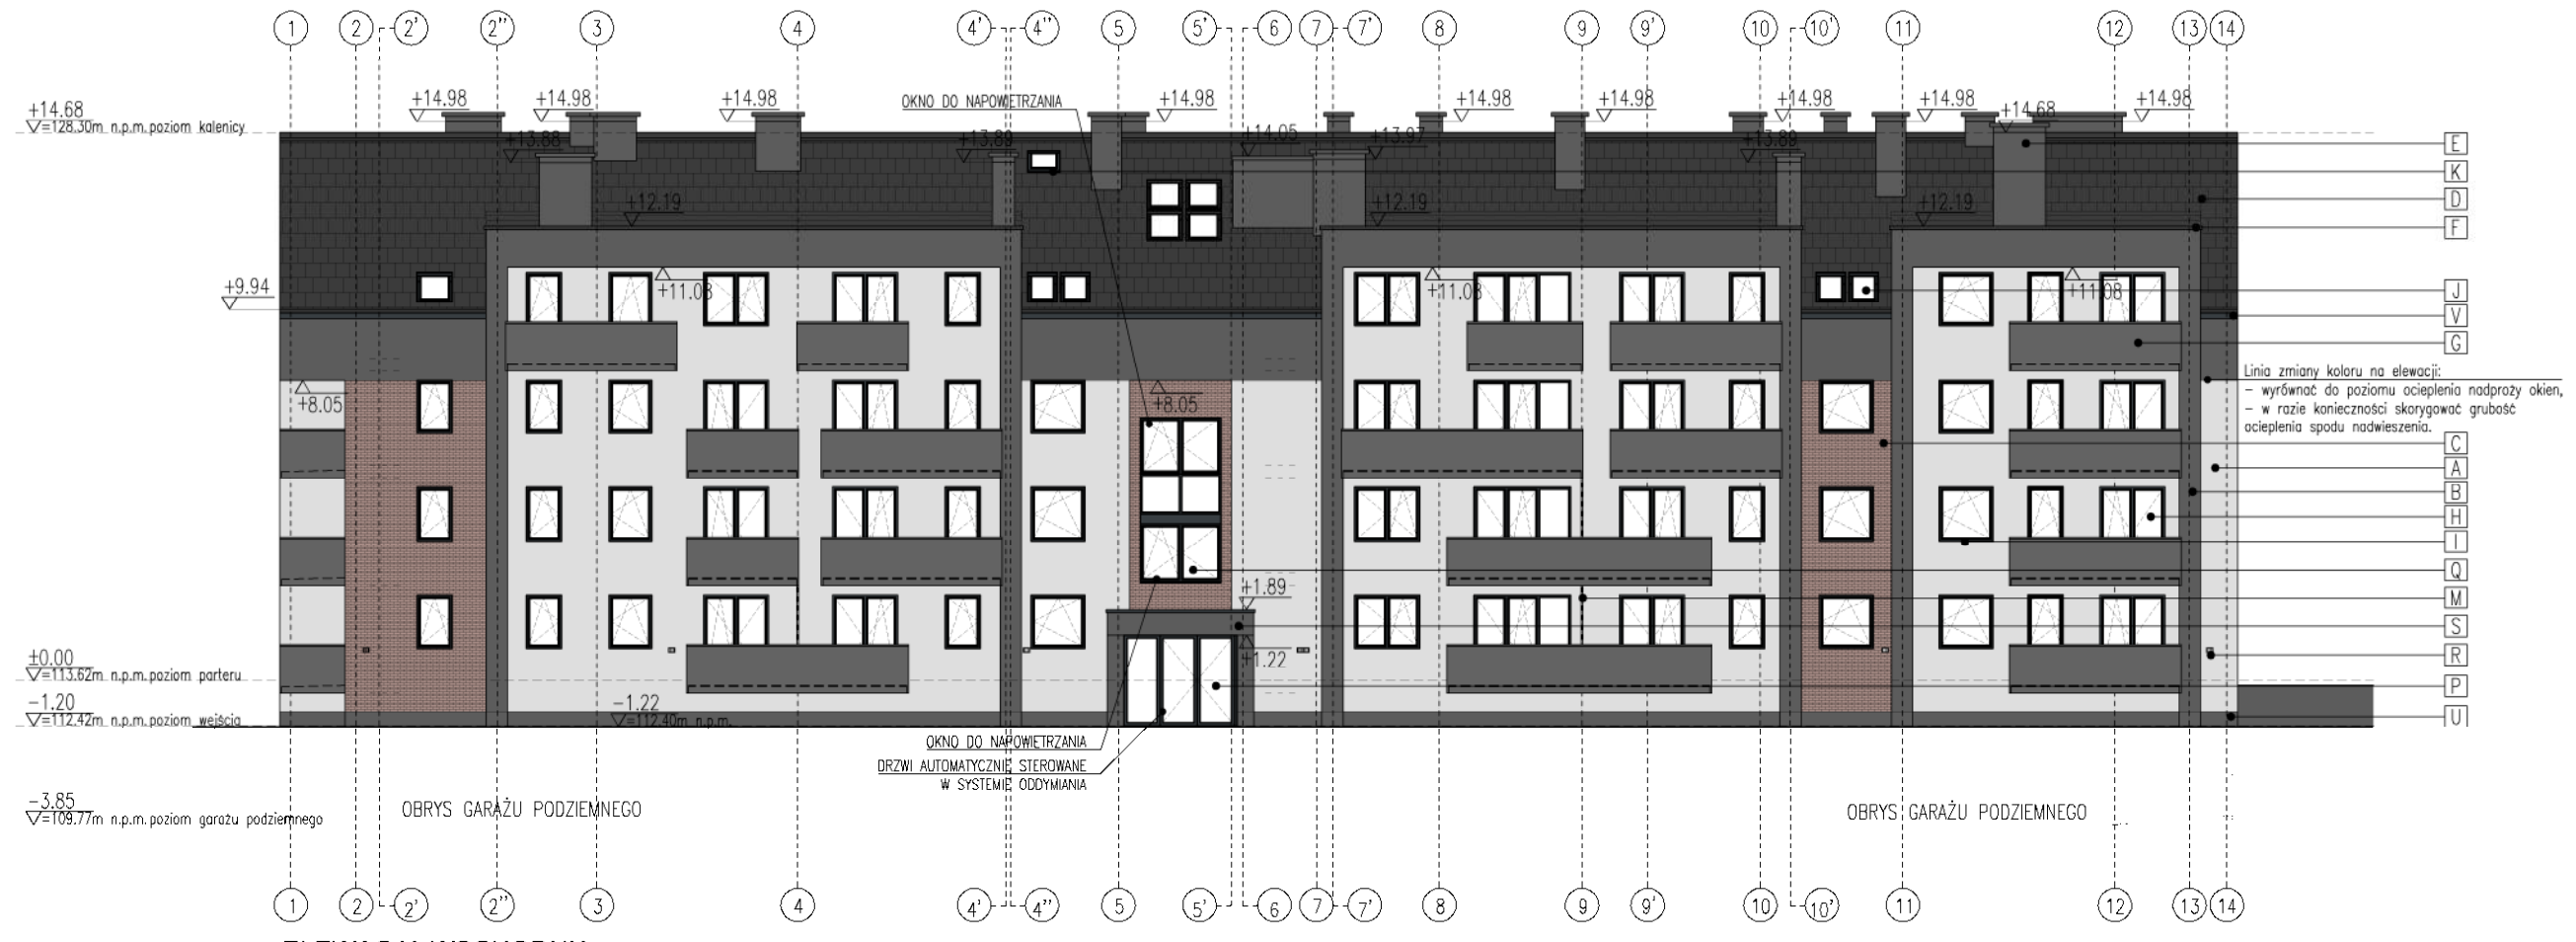 1 2 2' 2" 3 4 4' 4" 5 5' 6 7 7' 8 9 9' 10 10' 11 12 13 14
+14.68
=128.30m n.p.m. poziom kalenicy
+14.98 +14.98 +14.98 OKNO DO NAPOWIETRZANIA +14.98 +14.98 +14.98 +14.98 +14.98 +14.68 +14.98
+13.88 +13.89 +14.05 +13.97 +13.89
E
K
+12.19 +12.19 +12.19
D
F
+9.94
+11.08 +11.08 +11.08
J
V
G
Linia zmiany koloru na elewacji:
– wyrównać do poziomu ocieplenia nadproży okien,
– w razie konieczności skorygować grubość
ocieplenia spodu nadwieszenia.
+8.05 +8.05
C
A
B
H
I
Q
+1.89
M
S
±0.00
=113.62m n.p.m. poziom parteru
+1.22
R
P
-1.20
=112.42m n.p.m. poziom wejścia
-1.22
=112.40m n.p.m.
U
OKNO DO NAPOWIETRZANIA
DRZWI AUTOMATYCZNIE STEROWANE
W SYSTEMIE ODDYMIANIA
-3.85
=109.77m n.p.m. poziom garażu podziemnego
OBRYS GARAŻU PODZIEMNEGO OBRYS GARAŻU PODZIEMNEGO
1 2 2' 2" 3 4 4' 4" 5 5' 6 7 7' 8 9 9' 10 10' 11 12 13 14